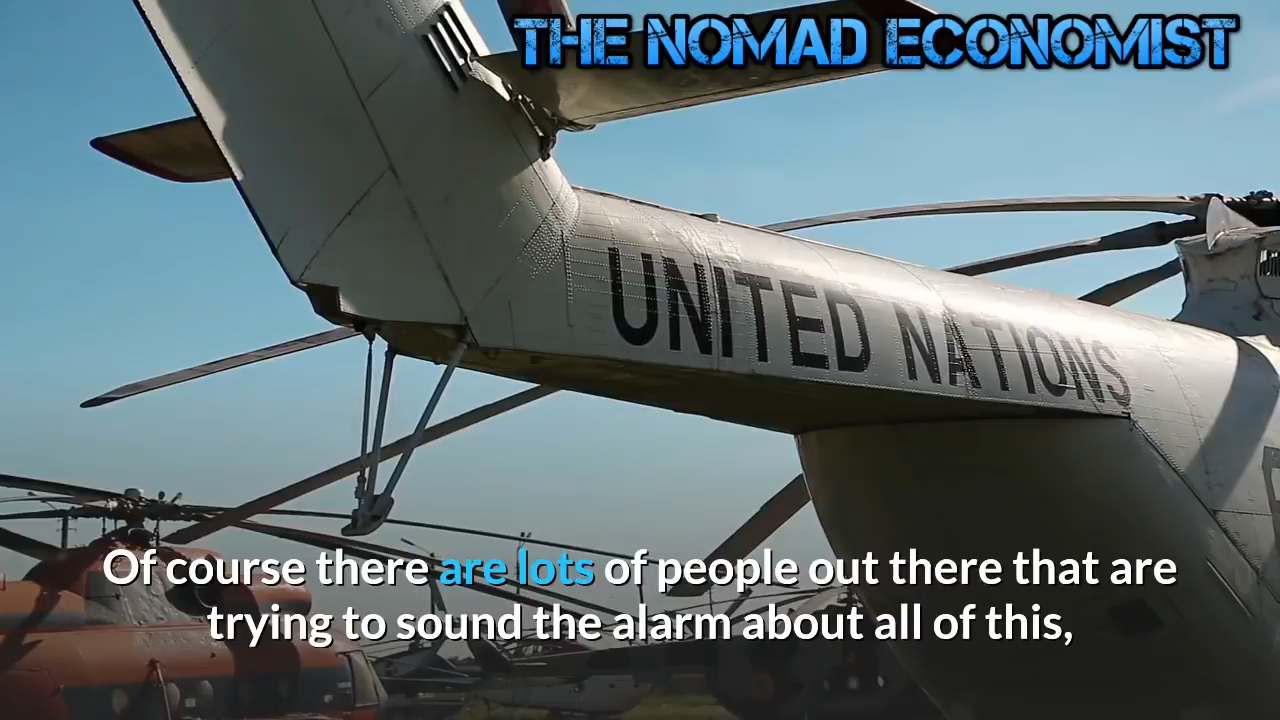 THE NOMAD ECONOMIST
UNITED NATIONS
Of course there are lots of people out there that are
trying to sound the alarm about all of this,